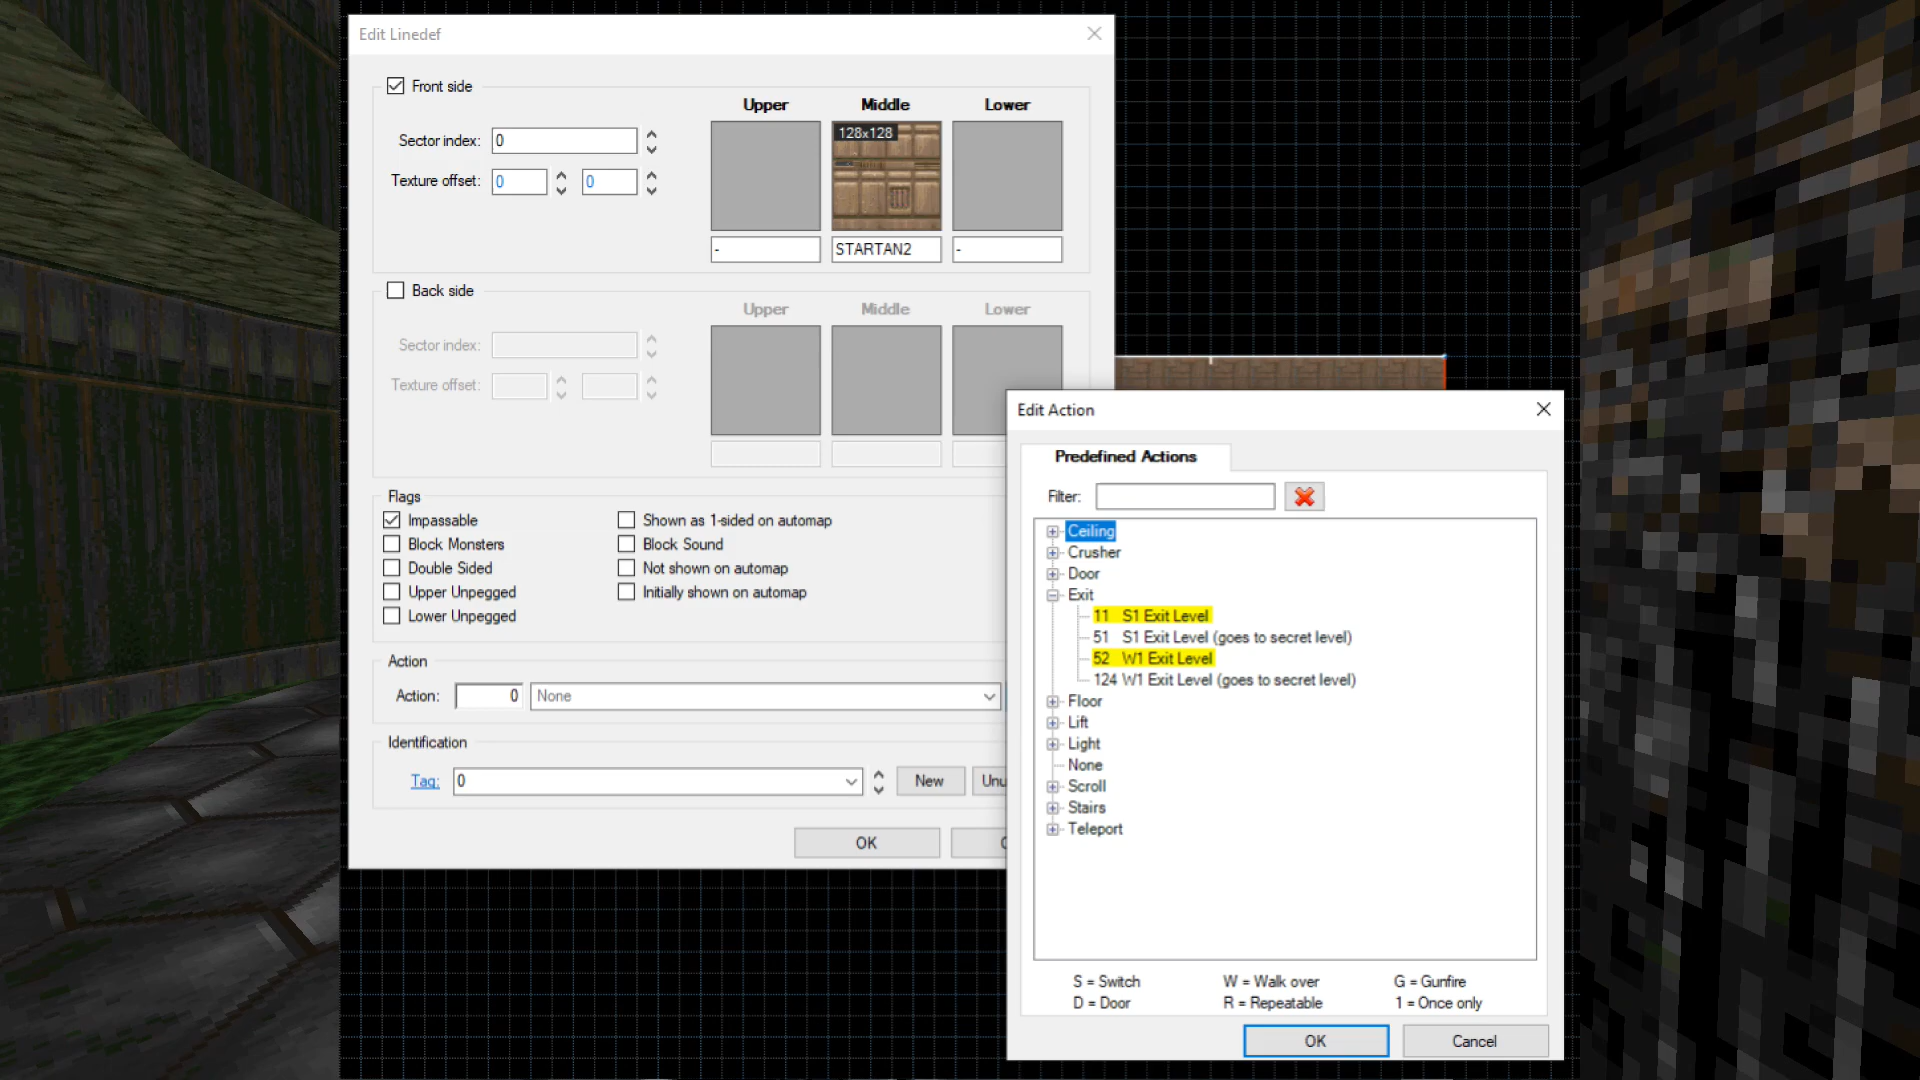 Edit Linedef
Front side
Upper Middle Lower
128x128
Sector index: 0
Texture offset: 0 0
- STARTAN2 -
Back side
Upper Middle Lower
Sector index:
Texture offset:
Flags
Impassable
Block Monsters
Double Sided
Upper Unpegged
Lower Unpegged
Shown as 1-sided on automap
Block Sound
Not shown on automap
Initially shown on automap
Action
Action: 0 None
Identification
Tag: 0 New
OK
Edit Action
Predefined Actions
Filter:
Ceiling
Crusher
Door
Exit
11 S1 Exit Level
51 S1 Exit Level (goes to secret level)
52 W1 Exit Level
124 W1 Exit Level (goes to secret level)
Floor
Lift
Light
None
Scroll
Stairs
Teleport
S = Switch W = Walk over G = Gunfire
D = Door R = Repeatable 1 = Once only
OK Cancel